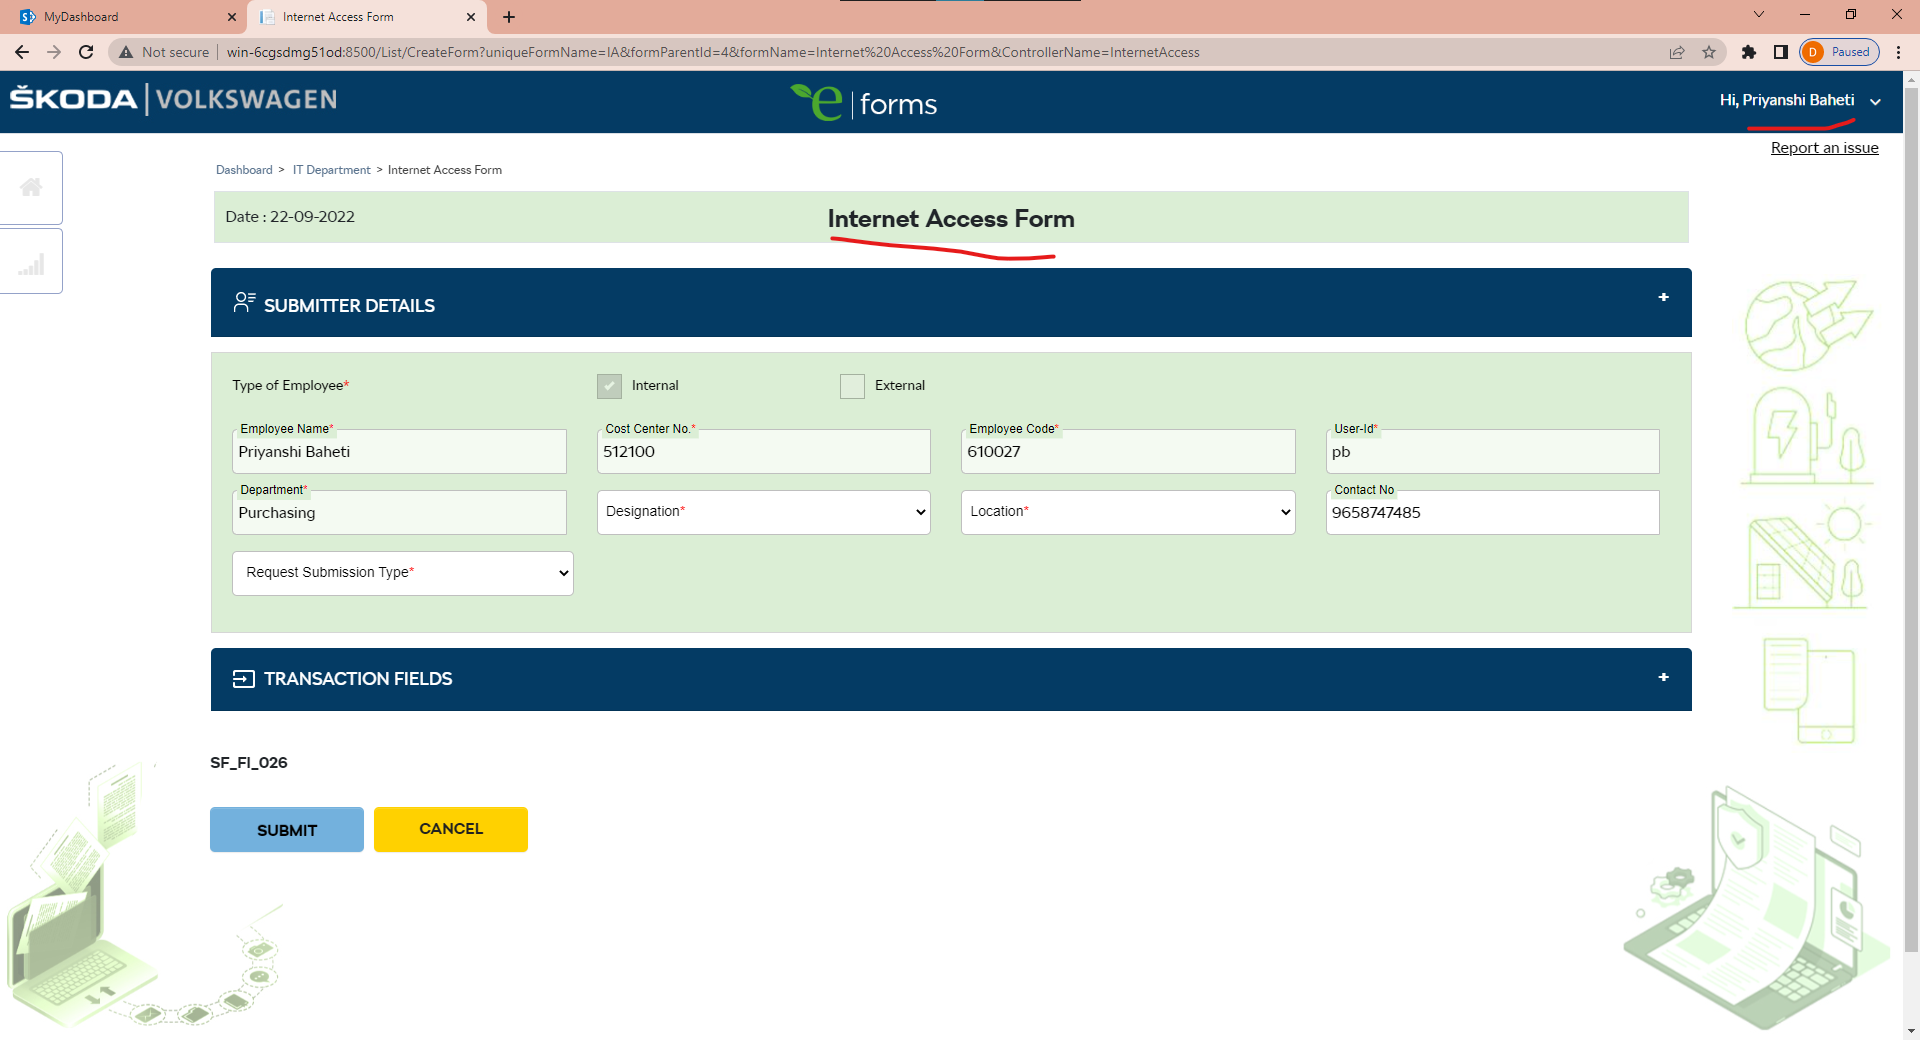 MyDashboard
Internet Access Form
Not secure
win-6cgsdmg51od:8500/List/CreateForm?uniqueFormName=IA&formParentId=4&formName=Internet%20Access%20Form&ControllerName=InternetAccess
D Paused
ŠKODA VOLKSWAGEN
e forms
Hi, Priyanshi Baheti
Report an issue
Dashboard > IT Department > Internet Access Form
Date : 22-09-2022
Internet Access Form
SUBMITTER DETAILS +
Type of Employee*
Internal
External
Employee Name*
Priyanshi Baheti
Cost Center No.*
512100
Employee Code*
610027
User-Id*
pb
Department*
Purchasing
Designation*
Location*
Contact No
9658747485
Request Submission Type*
TRANSACTION FIELDS +
SF_FI_026
SUBMIT
CANCEL